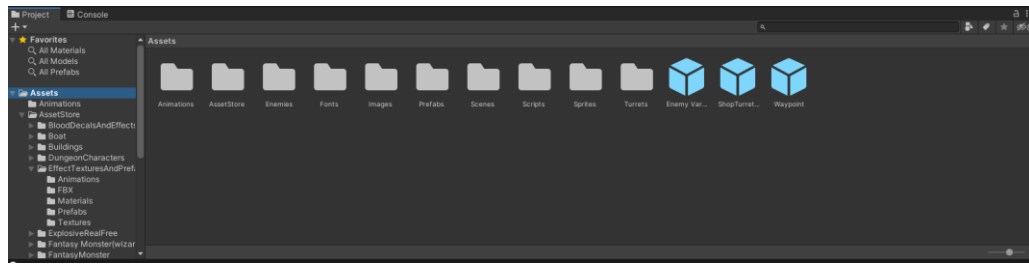 Project Console
Favorites
All Materials
All Models
All Prefabs
Assets
Animations
AssetStore
BloodDecalsAndEffects
Boat
Buildings
DungeonCharacters
EffectTexturesAndPrefa
Animations
FBX
Materials
Prefabs
Textures
ExplosiveRealFree
Fantasy Monster(wizar
FantasyMonster
Assets
Animations AssetStore Enemies Fonts Images Prefabs Scenes Scripts Sprites Turrets Enemy Var... ShopTurret... Waypoint